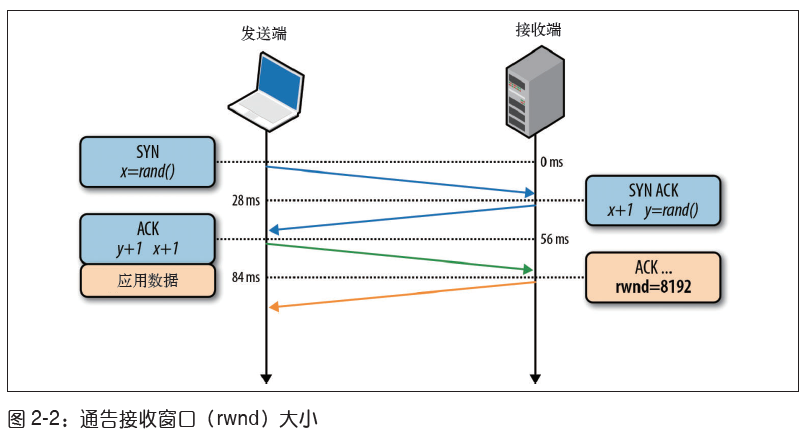 发送端
接收端
SYN
x=rand()
0 ms
28 ms
SYN ACK
x+1 y=rand()
ACK
y+1 x+1
56 ms
应用数据
84 ms
ACK ...
rwnd=8192
图 2-2：通告接收窗口（rwnd）大小